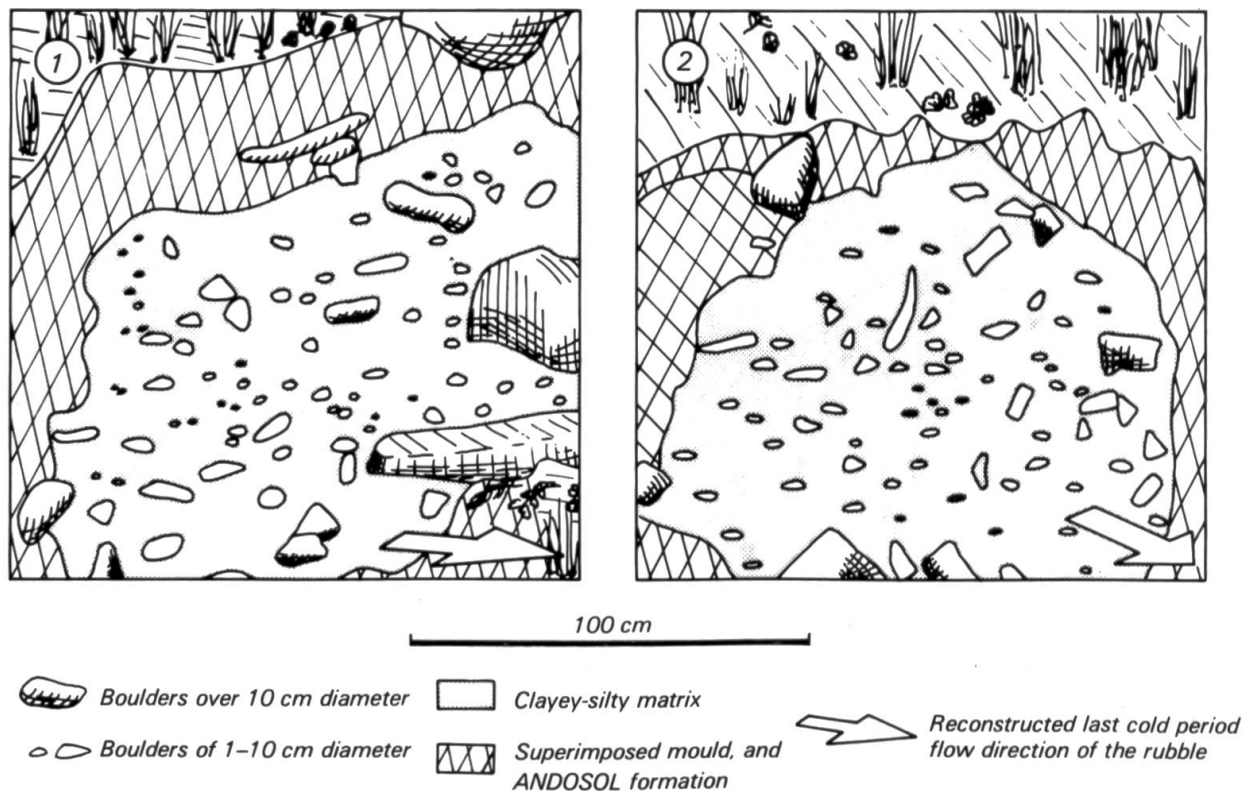 1
2
100 cm
Boulders over 10 cm diameter
Boulders of 1–10 cm diameter
Clayey-silty matrix
Superimposed mould, and
ANDOSOL formation
Reconstructed last cold period
flow direction of the rubble